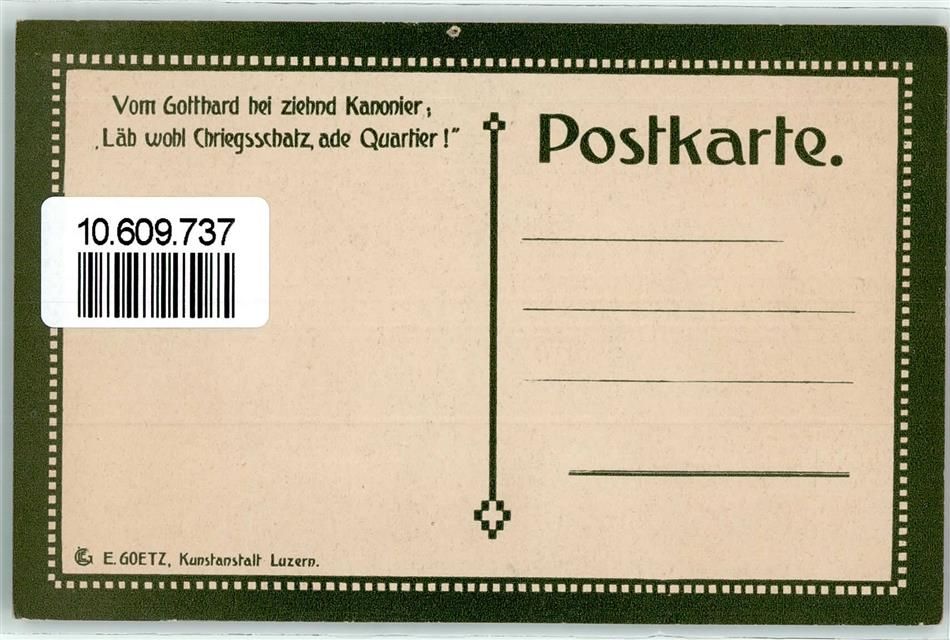 Vom Gotthard hei ziehnd Kanonier;
„Läb wohl Chriegsschatz, ade Quartier!”
Postkarte.
10.609.737
E. GOETZ, Kunstanstalt Luzern.